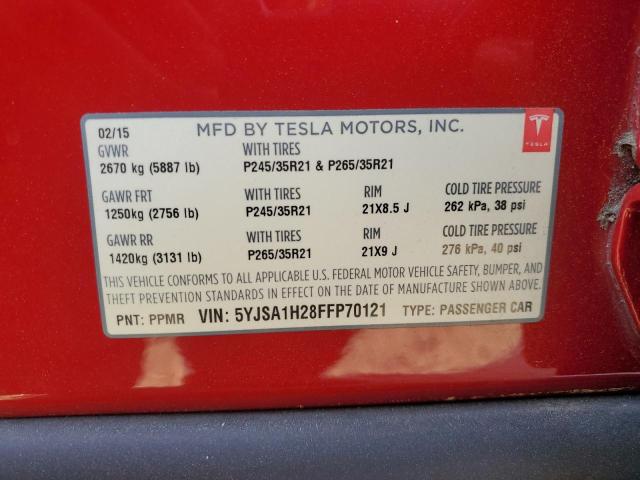 02/15 MFD BY TESLA MOTORS, INC.
TESLA
GVWR WITH TIRES
2670 kg (5887 lb) P245/35R21 & P265/35R21
GAWR FRT WITH TIRES RIM COLD TIRE PRESSURE
1250kg (2756 lb) P245/35R21 21X8.5 J 262 kPa, 38 psi
GAWR RR WITH TIRES RIM COLD TIRE PRESSURE
1420kg (3131 lb) P265/35R21 21X9 J 276 kPa, 40 psi
THIS VEHICLE CONFORMS TO ALL APPLICABLE U.S. FEDERAL MOTOR VEHICLE SAFETY, BUMPER, AND
THEFT PREVENTION STANDARDS IN EFFECT ON THE DATE OF MANUFACTURE SHOWN ABOVE.
PNT: PPMR VIN: 5YJSA1H28FFP70121 TYPE: PASSENGER CAR